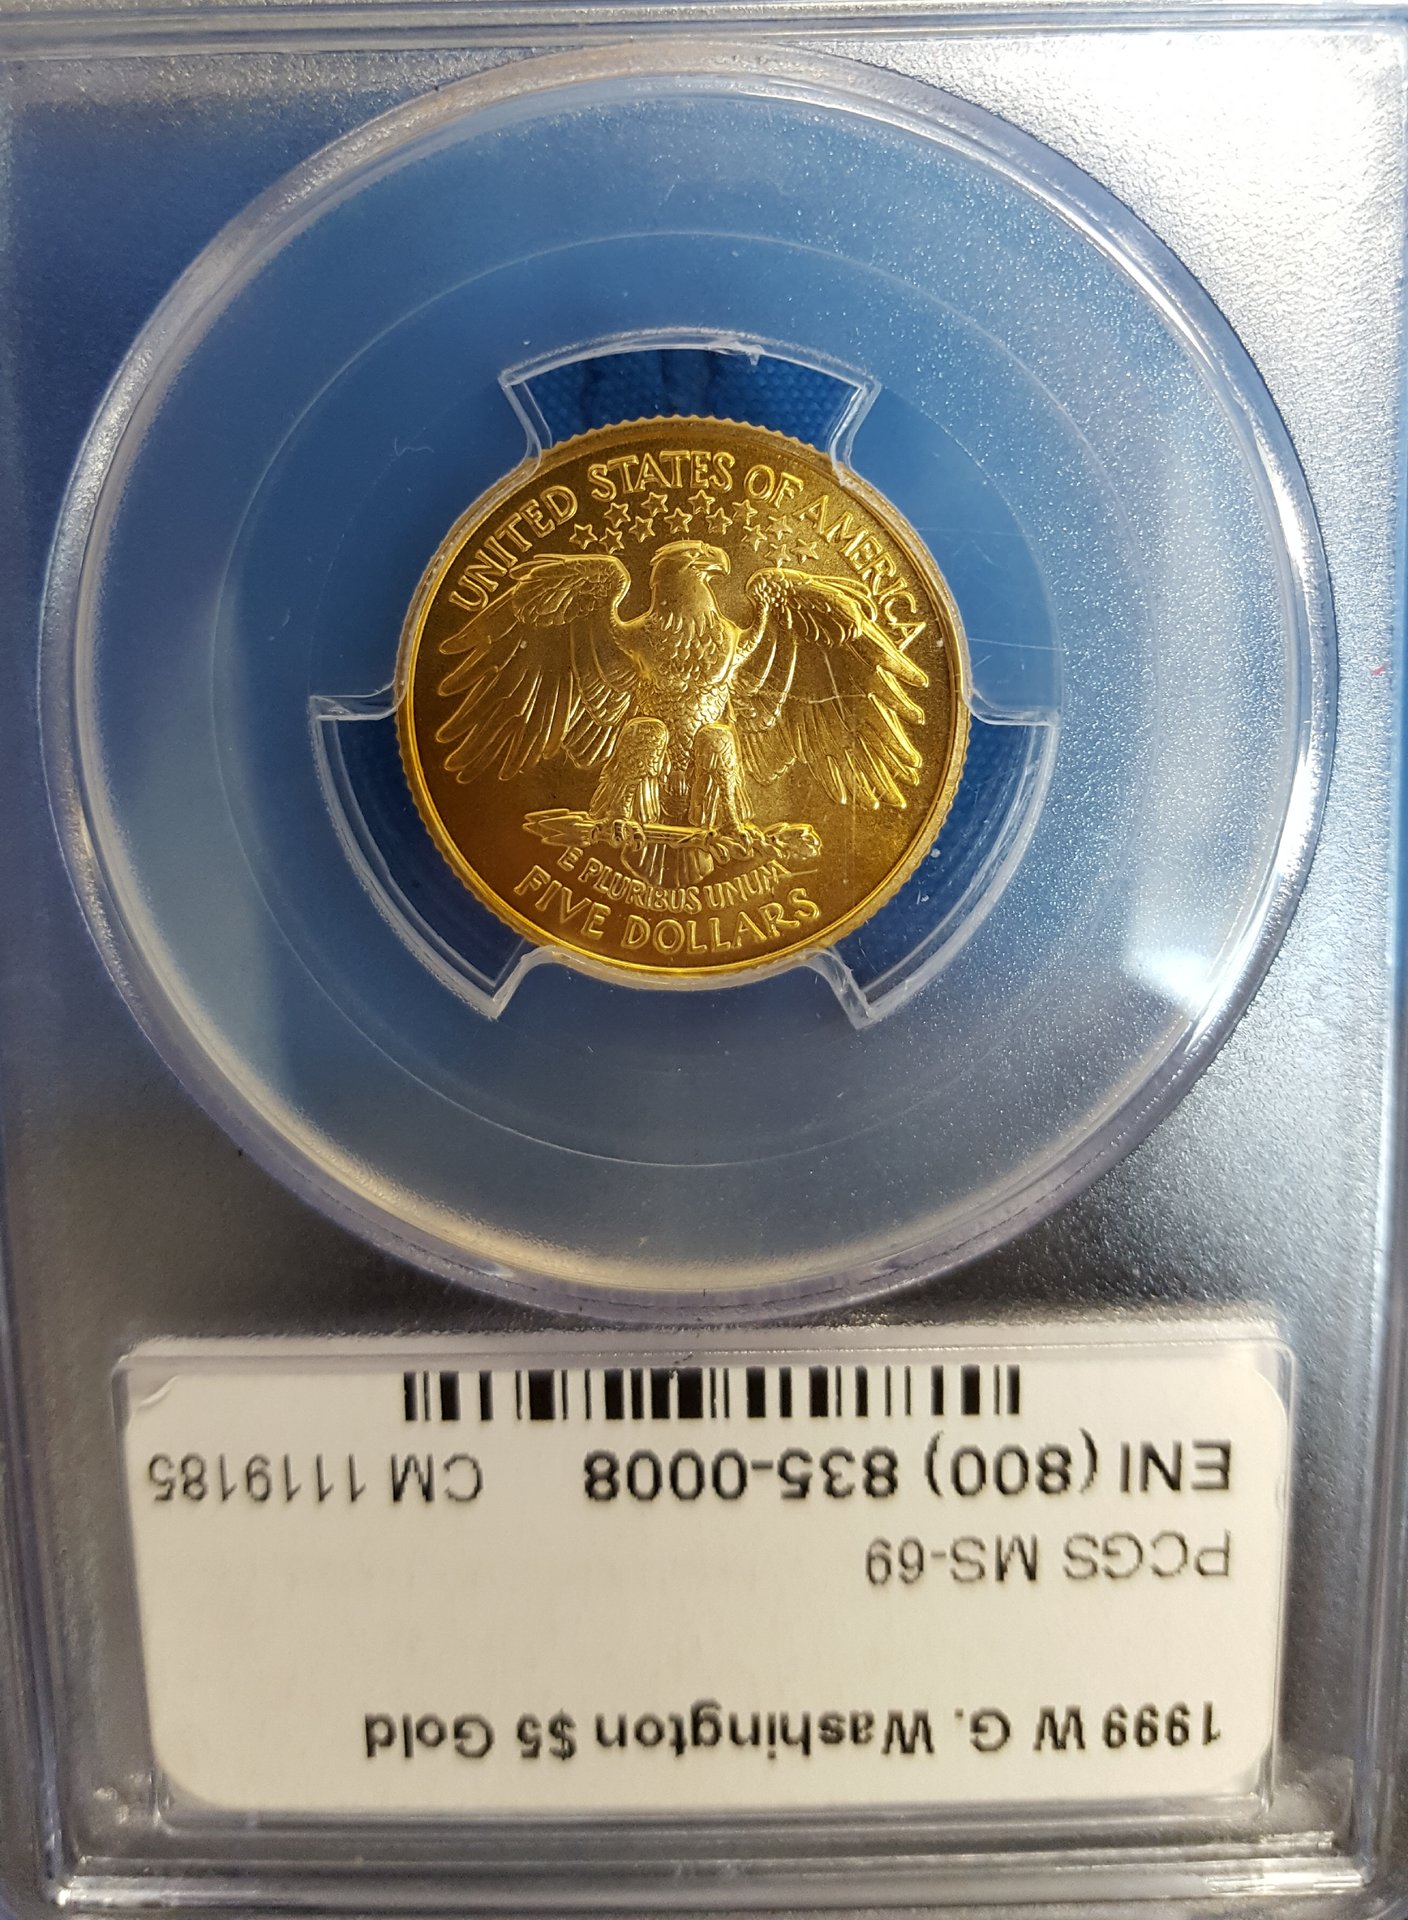 UNITED STATES OF AMERICA
E PLURIBUS UNUM
FIVE DOLLARS
1999 W G. Washington $5 Gold
PCGS MS-69
ENI (800) 835-0008 CM 1119185